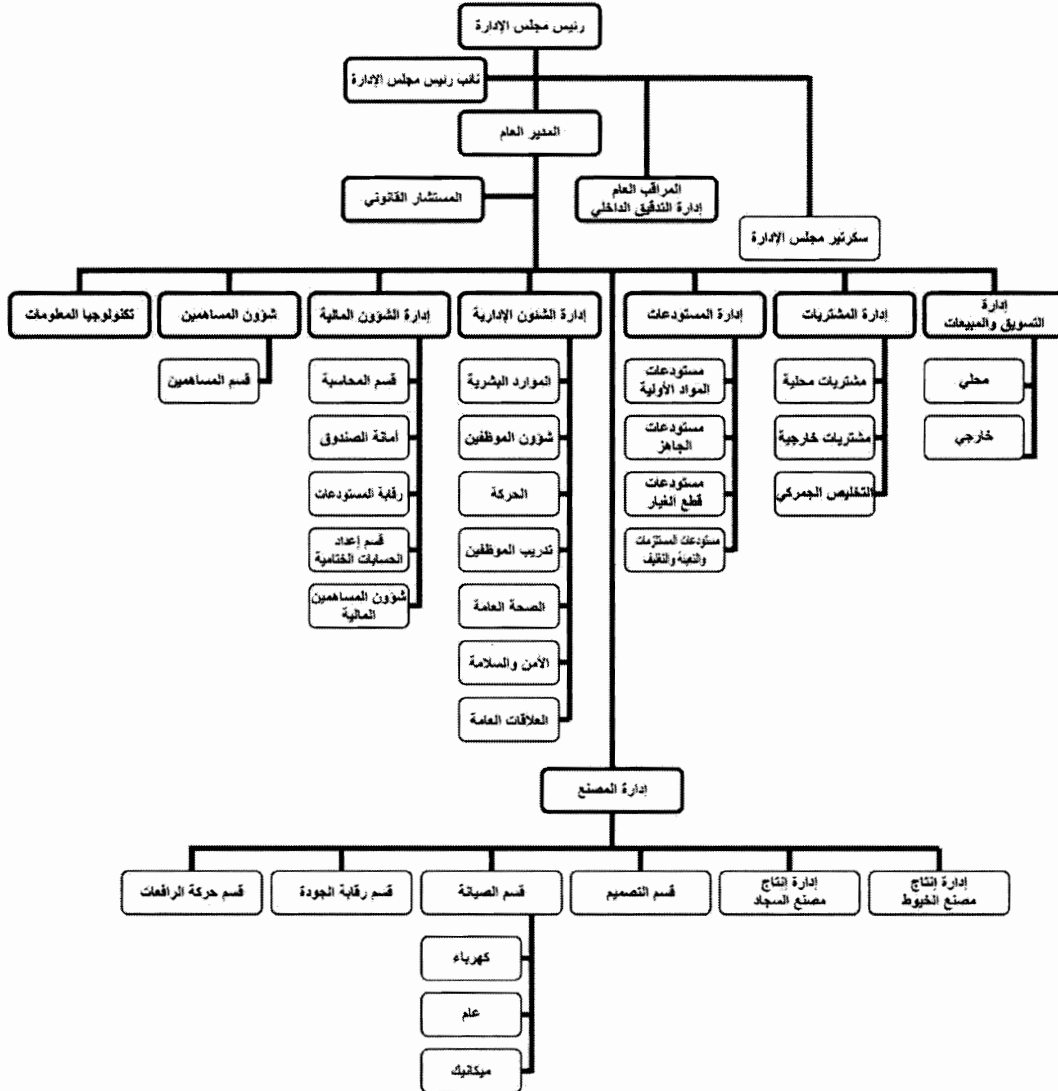 رئيس مجلس الإدارة
نائب رئيس مجلس الإدارة
المدير العام
المراقب العام
إدارة التدقيق الداخلي
المستشار القانوني
سكرتير مجلس الإدارة
إدارة
التسويق والمبيعات
إدارة المشتريات
إدارة المستودعات
إدارة الشئون الإدارية
إدارة الشؤون المالية
شؤون المساهمين
تكنولوجيا المعلومات
محلي
خارجي
مشتريات محلية
مشتريات خارجية
التخليص الجمركي
مستودعات
المواد الأولية
مستودعات
الجاهز
مستودعات
قطع الغيار
مستودعات المستلزمات
والتعبئة والتغليف
الموارد البشرية
شؤون الموظفين
الحركة
تدريب الموظفين
الصحة العامة
الأمن والسلامة
العلاقات العامة
قسم المحاسبة
أمانة الصندوق
رقابة المستودعات
قسم إعداد
الحسابات الختامية
شؤون المساهمين
المالية
قسم المساهمين
إدارة المصنع
إدارة إنتاج
مصنع الخيوط
إدارة إنتاج
مصنع السجاد
قسم التصميم
قسم الصيانة
قسم رقابة الجودة
قسم حركة الرافعات
كهرباء
عام
ميكانيك